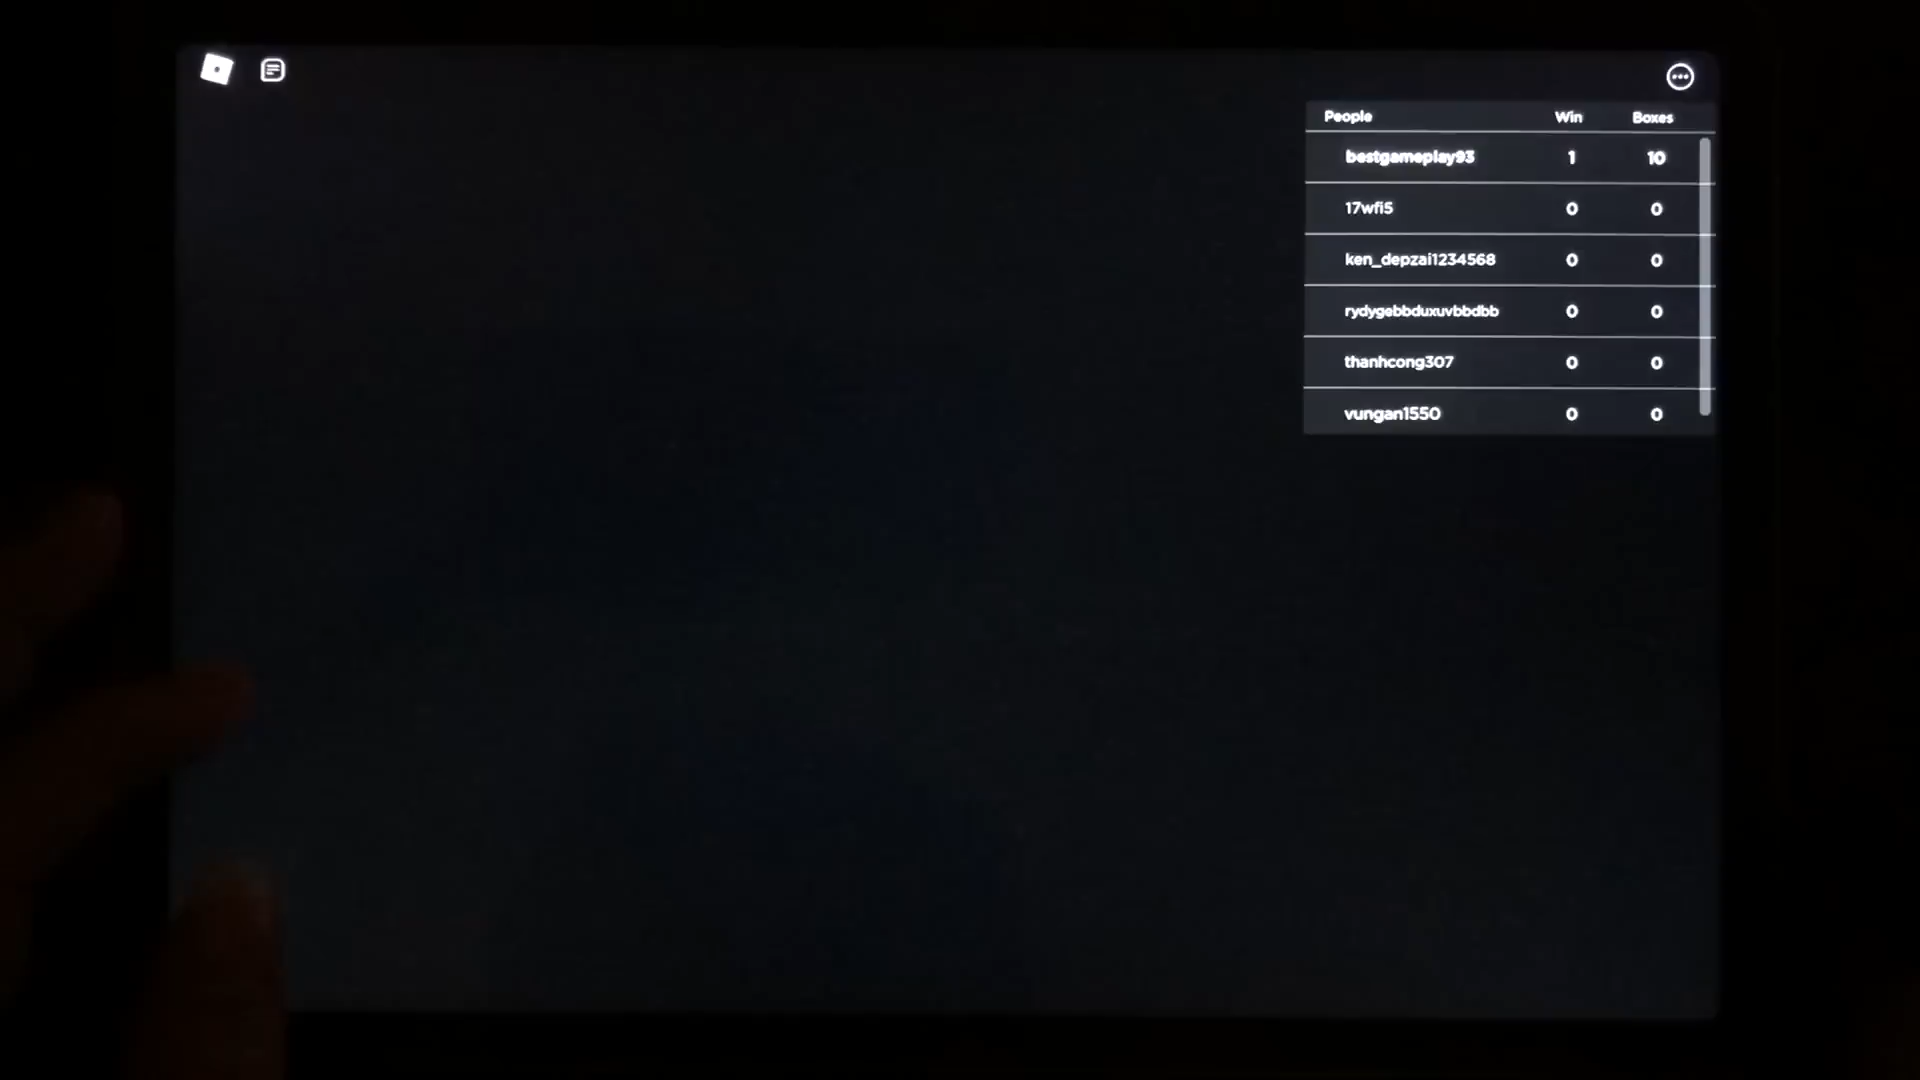 People Win Boxes
bestgameplay93 1 10
17wfi5 0 0
ken_depzai1234568 0 0
rydygebbduxuvbbdbb 0 0
thanhcong307 0 0
vungan1550 0 0